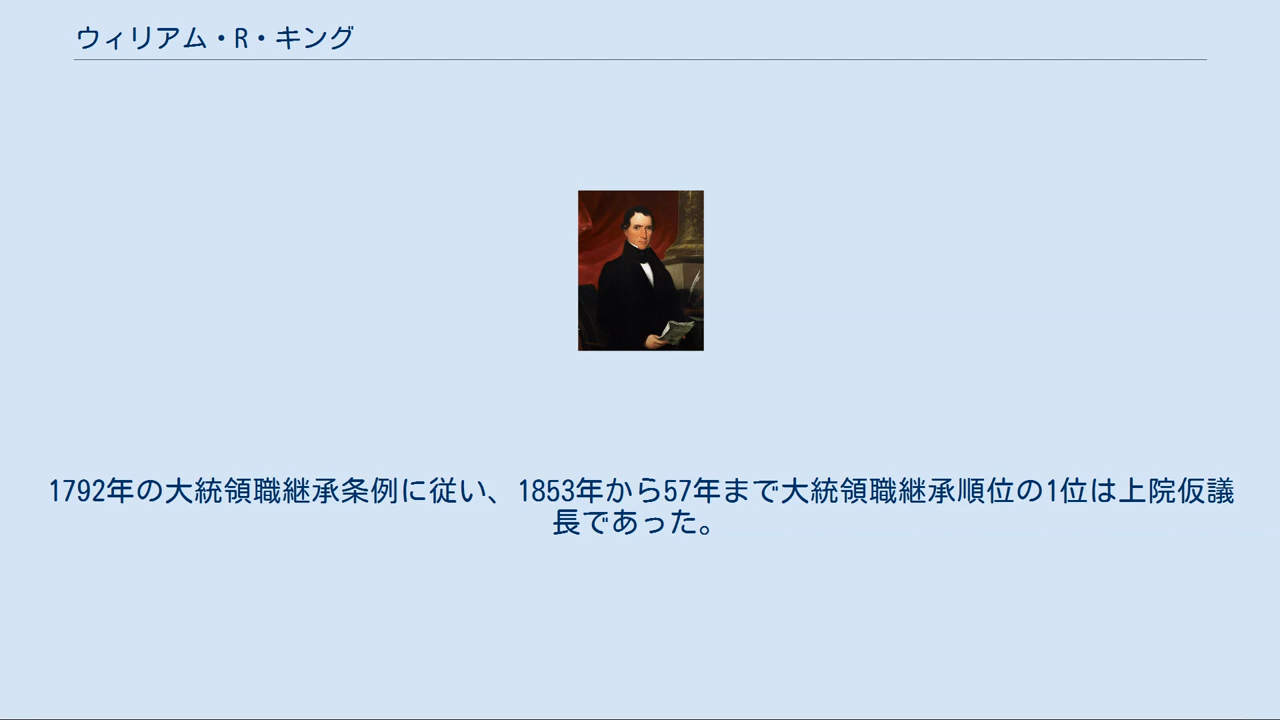 ウィリアム・R・キング
1792年の大統領職継承条例に従い、1853年から57年まで大統領職継承順位の1位は上院仮議
長であった。